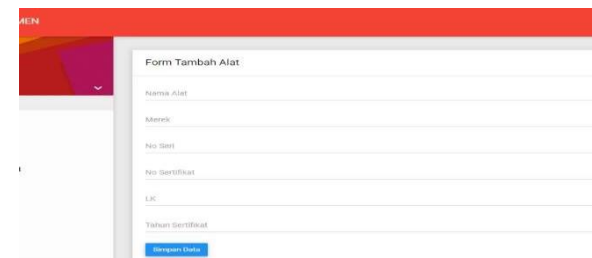 MEN
Form Tambah Alat
Nama Alat
Merek
No Seri
No Sertifikat
LK
Tahun Sertifikat
Simpan Data